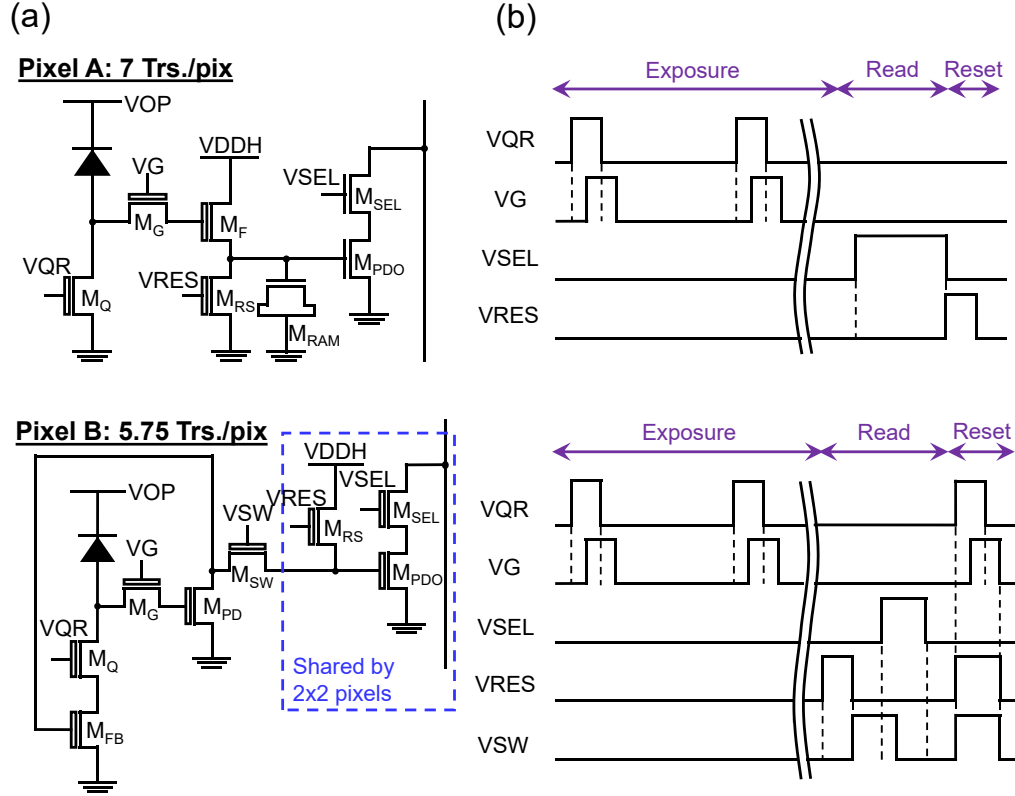 (a)
Pixel A: 7 Trs./pix
VOP
VG
VDDH
VSEL
MSEL
MG
MF
VQR
MQ
VRES
MRS
MPDO
MRAM
Pixel B: 5.75 Trs./pix
VDDH
VSEL
VOP
VRES
VSW
MRS
MSEL
VG
MSW
MPDO
MG
MPD
VQR
MQ
Shared by
2x2 pixels
MFB
(b)
Exposure Read Reset
VQR
VG
VSEL
VRES
Exposure Read Reset
VQR
VG
VSEL
VRES
VSW